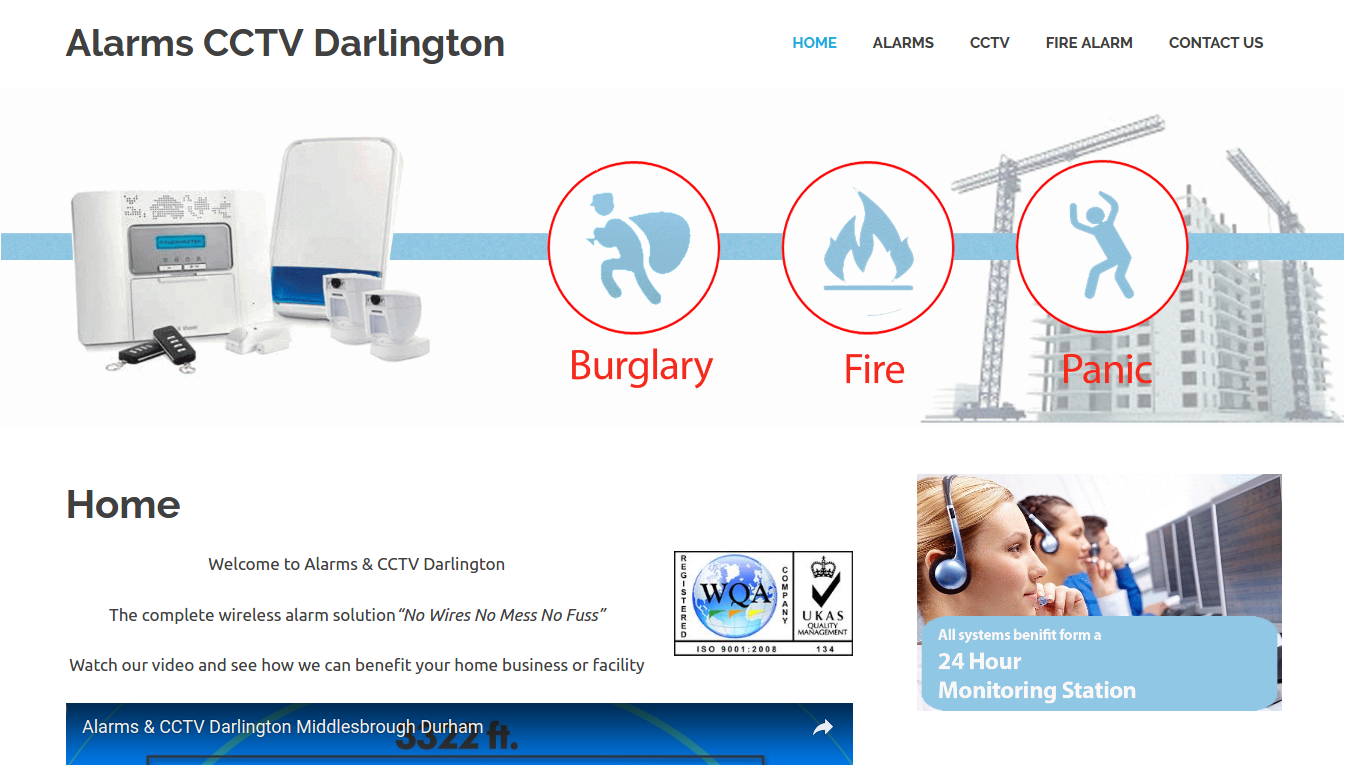 Alarms CCTV Darlington
HOME ALARMS CCTV FIRE ALARM CONTACT US
Burglary
Fire
Panic
Home
Welcome to Alarms & CCTV Darlington
The complete wireless alarm solution “No Wires No Mess No Fuss”
Watch our video and see how we can benefit your home business or facility
REGISTERED
WQA
COMPANY
UKAS
QUALITY
MANAGEMENT
ISO 9001:2008 134
All systems benifit form a
24 Hour
Monitoring Station
Alarms & CCTV Darlington Middlesbrough Durham
3322 ft.